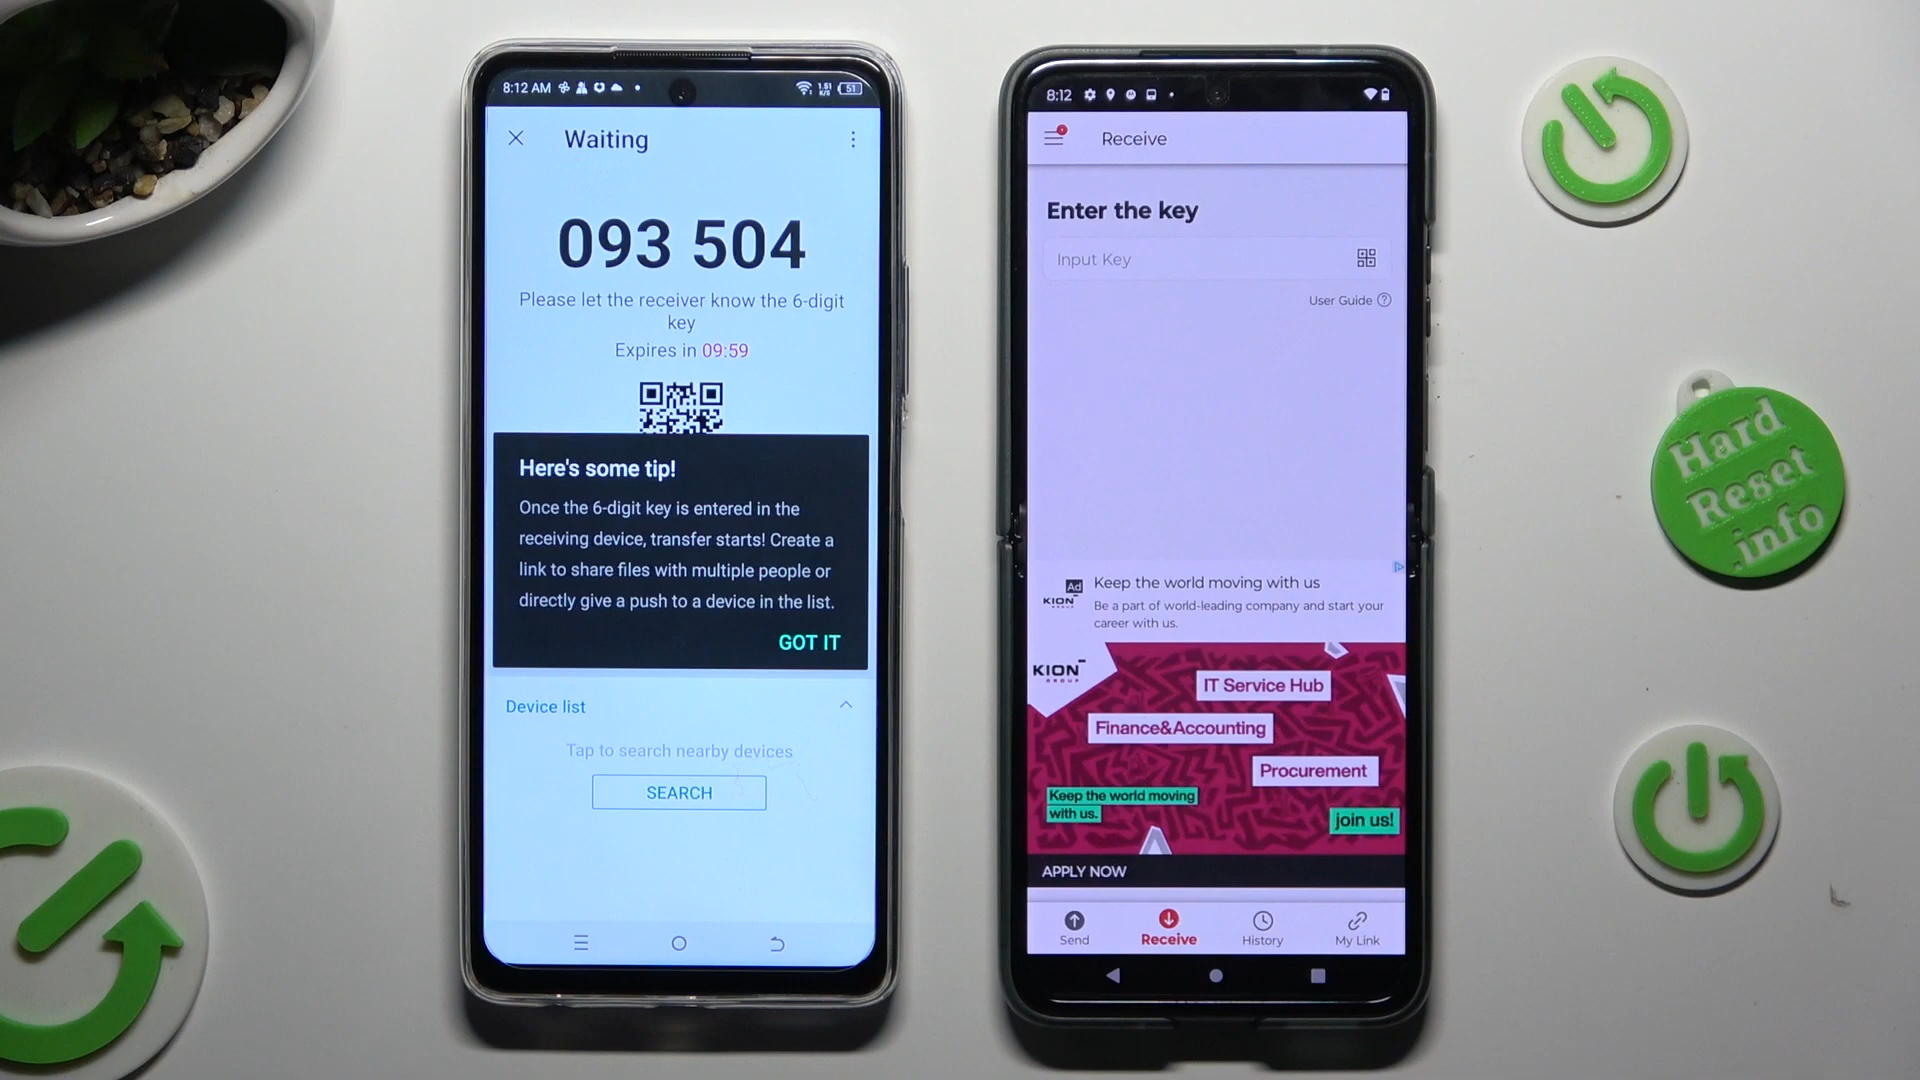 8:12 AM
1.51
K/S
51
Waiting
093 504
Please let the receiver know the 6-digit
key
Expires in 09:59
Here's some tip!
Once the 6-digit key is entered in the
receiving device, transfer starts! Create a
link to share files with multiple people or
directly give a push to a device in the list.
GOT IT
Device list
Tap to search nearby devices
SEARCH
8:12
Receive
Enter the key
Input Key
User Guide ?
Ad
KION
Keep the world moving with us
Be a part of world-leading company and start your
career with us.
KION
GROUP
IT Service Hub
Finance&Accounting
Procurement
Keep the world moving
with us.
join us!
APPLY NOW
Send
Receive
History
My Link
Hard
Reset
.info